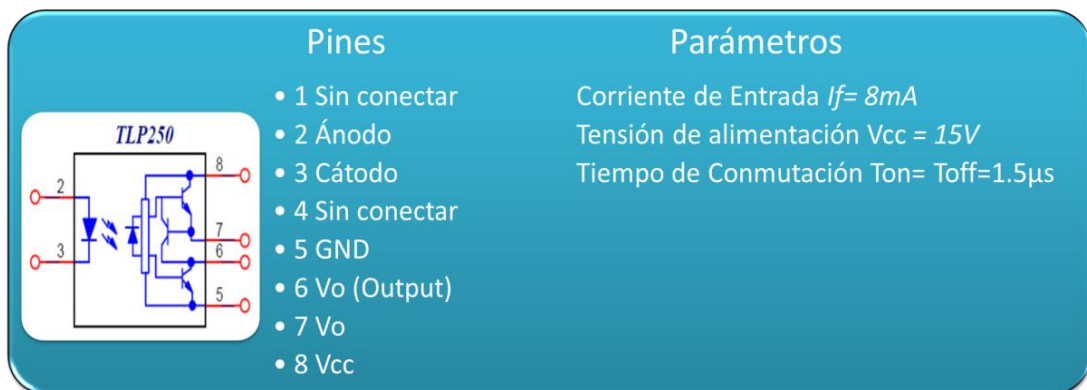 Pines
• 1 Sin conectar
• 2 Ánodo
• 3 Cátodo
• 4 Sin conectar
• 5 GND
• 6 Vo (Output)
• 7 Vo
• 8 Vcc
Parámetros
Corriente de Entrada If= 8mA
Tensión de alimentación Vcc = 15V
Tiempo de Conmutación Ton= Toff=1.5µs
TLP250
2
3
8
7
6
5